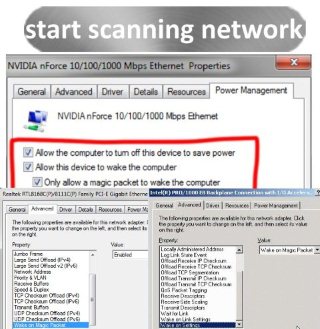 start scanning network
NVIDIA nForce 10/100/1000 Mbps Ethernet Properties
General Advanced Driver Details Resources Power Management
NVIDIA nForce 10/100/1000 Mbps Ethernet
Allow the computer to turn off this device to save power
Allow this device to wake the computer
Only allow a magic packet to wake the computer
Realtek RTL8168C(P)/8111C(P) Family PCI-E Gigabit Ethernet
General Advanced Driver Details Resources Power
The following properties are available for this network adapter.
the property you want to change on the left, and then select its
on the right.
Property:
Value:
Jumbo Frame
Enabled
Large Send Offload (IPv4)
Large Send Offload v2 (IPv6)
Network Address
Priority & VLAN
Receive Buffers
Speed & Duplex
TCP Checksum Offload (IPv4)
TCP Checksum Offload (IPv6)
Transmit Buffers
UDP Checksum Offload (IPv4)
UDP Checksum Offload (IPv6)
Wake on Magic Packet
Intel(R) PRO/1000 EB Backplane Connection with I/O
General Advanced Driver Resources Power Management
The following properties are available for this network adapter. Click
the property you want to change on the left, and then select its value
on the right.
Property:
Value:
Locally Administered Address
Wake on Magic Packet
Log Link State Event
Offload Receive IP Checksum
Offload Receive TCP Checksum
Offload TCP Segmentation
Offload Transmit IP Checksum
Offload Transmit TCP Checksum
QoS Packet Tagging
Receive Descriptors
Receive Side Scaling
Transmit Descriptors
Wait for Link
Wake on Link Settings
Wake on Settings